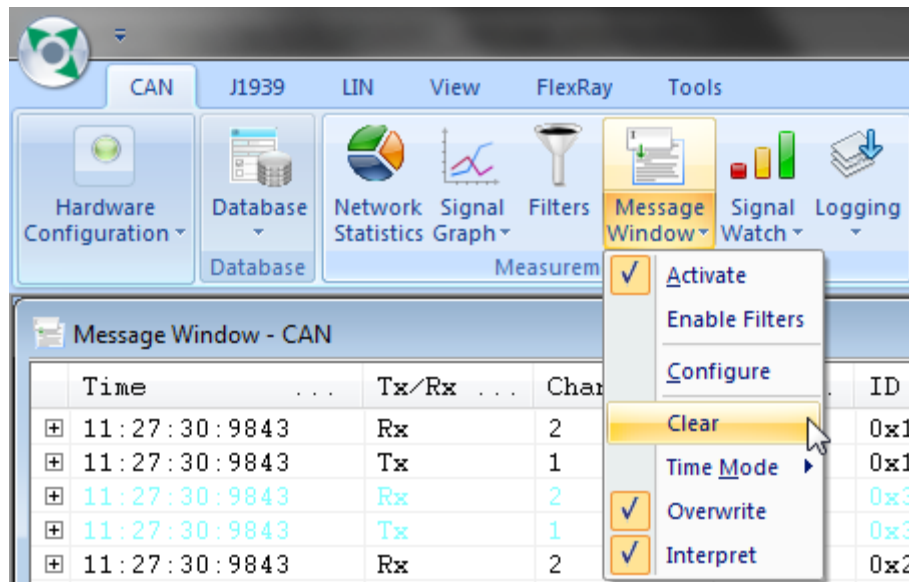 CAN J1939 LIN View FlexRay Tools
Hardware Configuration
Database
Network Statistics
Signal Graph
Filters
Message Window
Signal Watch
Logging
Database
Measurem
Activate
Enable Filters
Configure
Clear
Time Mode
Overwrite
Interpret
Message Window - CAN
Time ... Tx/Rx ... Chan . ID
11:27:30:9843 Rx 2 0x1
11:27:30:9843 Tx 1 0x1
11:27:30:9843 Rx 2 0x3
11:27:30:9843 Tx 1 0x3
11:27:30:9843 Rx 2 0x2